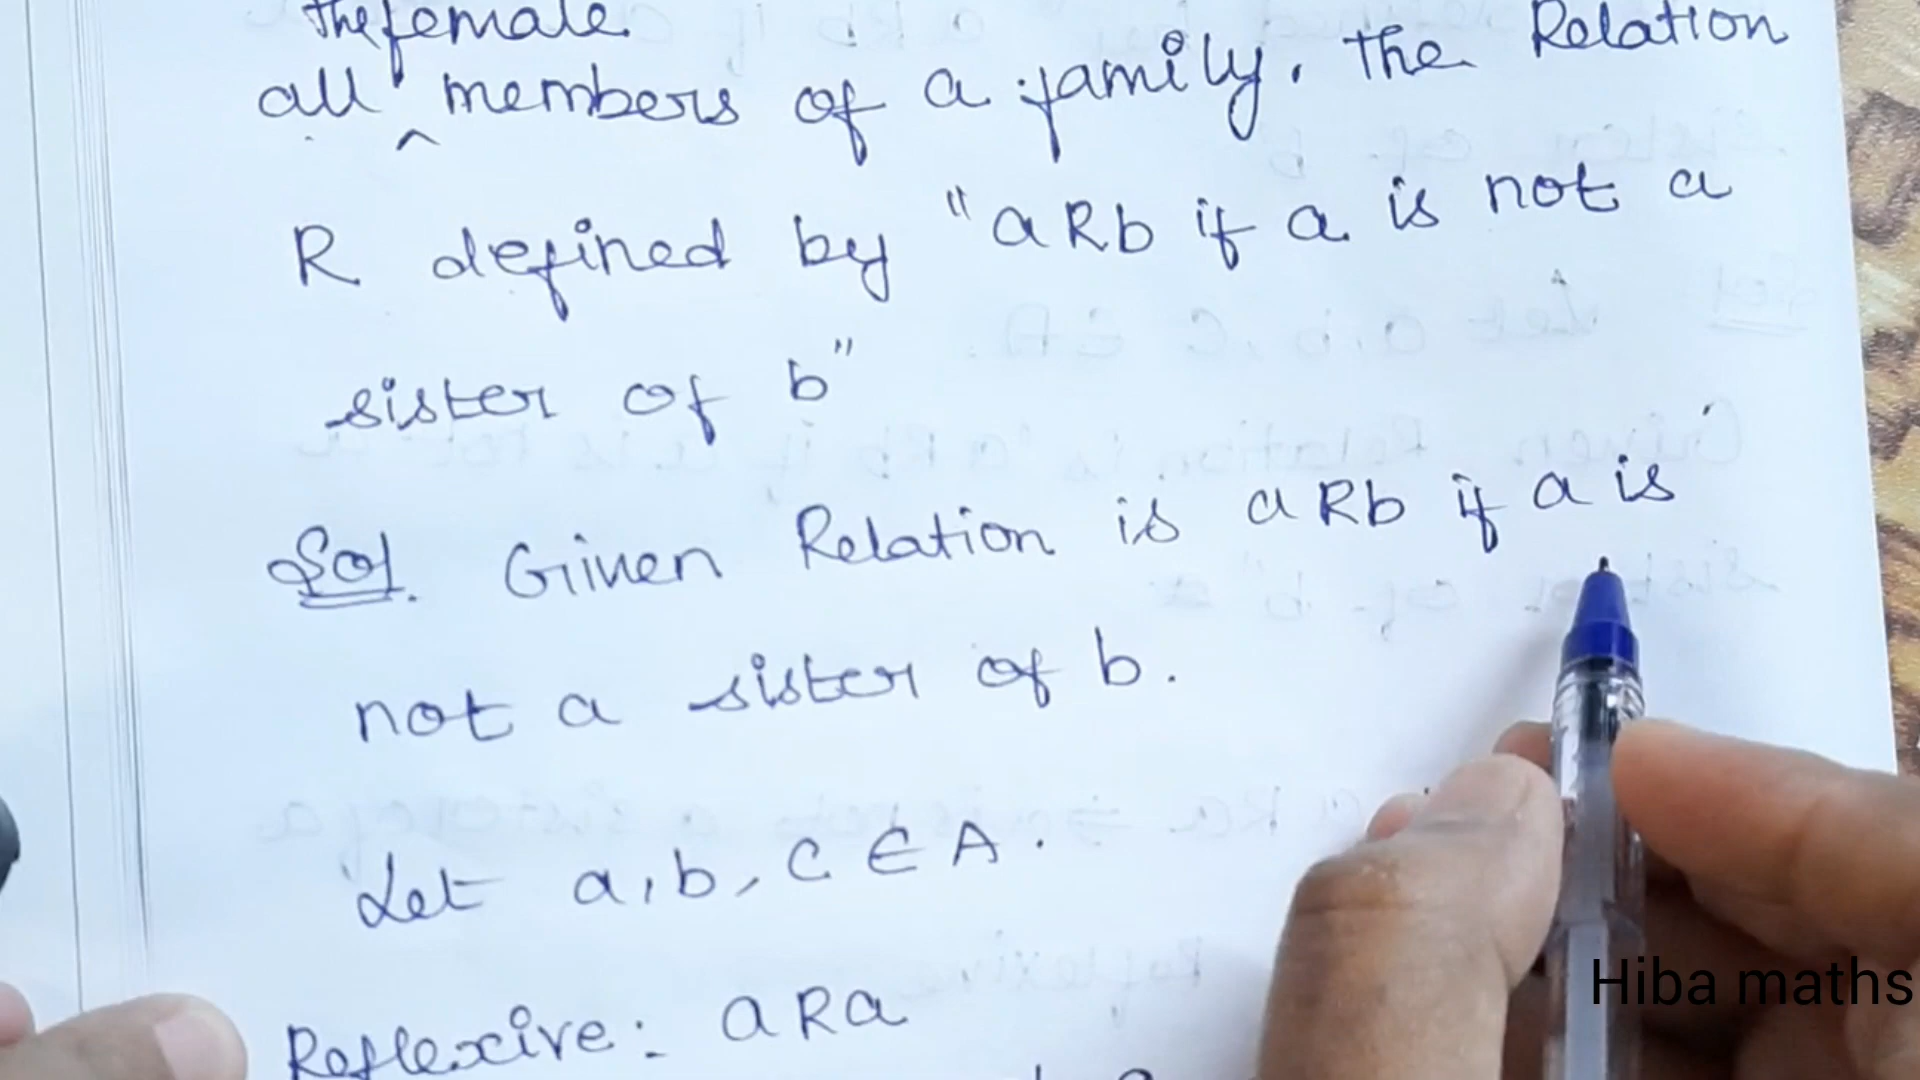 the female
all ^ members of a family. The Relation
R defined by "aRb if a is not a
sister of b"
Sol. Given Relation is aRb if a is
not a sister of b.
Let a, b, c ∈ A.
Reflexive: aRa
Hiba maths